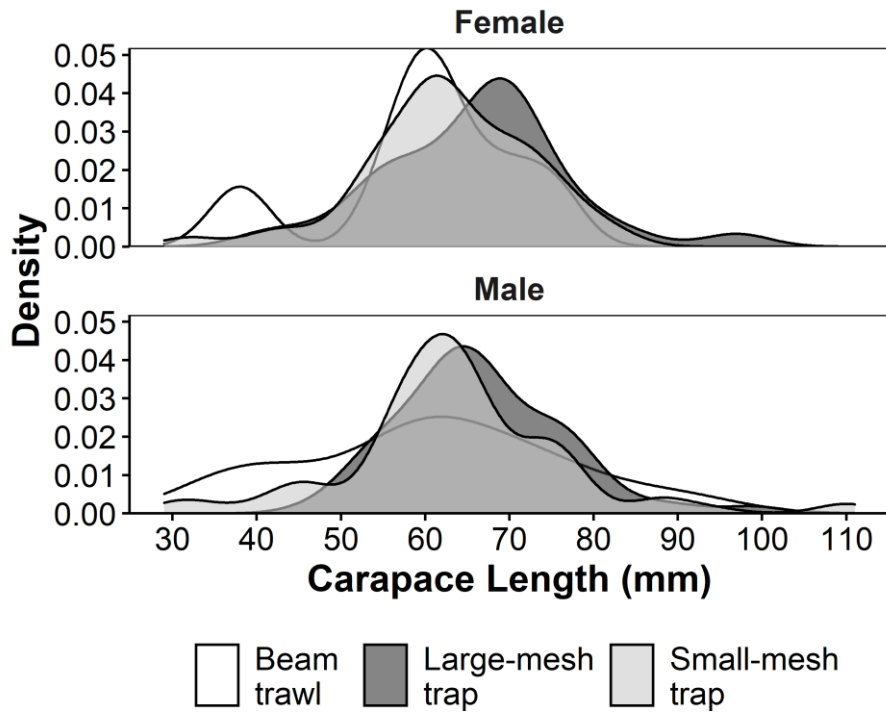 Female
0.05
0.04
0.03
0.02
0.01
0.00
Density
Male
0.05
0.04
0.03
0.02
0.01
0.00
30 40 50 60 70 80 90 100 110
Carapace Length (mm)
Beam
trawl
Large-mesh
trap
Small-mesh
trap